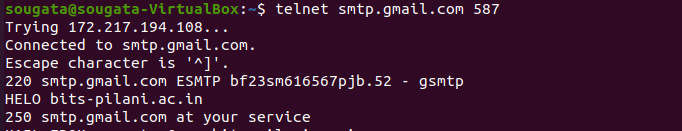 sougata@sougata-VirtualBox:~$ telnet smtp.gmail.com 587
Trying 172.217.194.108...
Connected to smtp.gmail.com.
Escape character is '^]'.
220 smtp.gmail.com ESMTP bf23sm616567pjb.52 - gsmtp
HELO bits-pilani.ac.in
250 smtp.gmail.com at your service